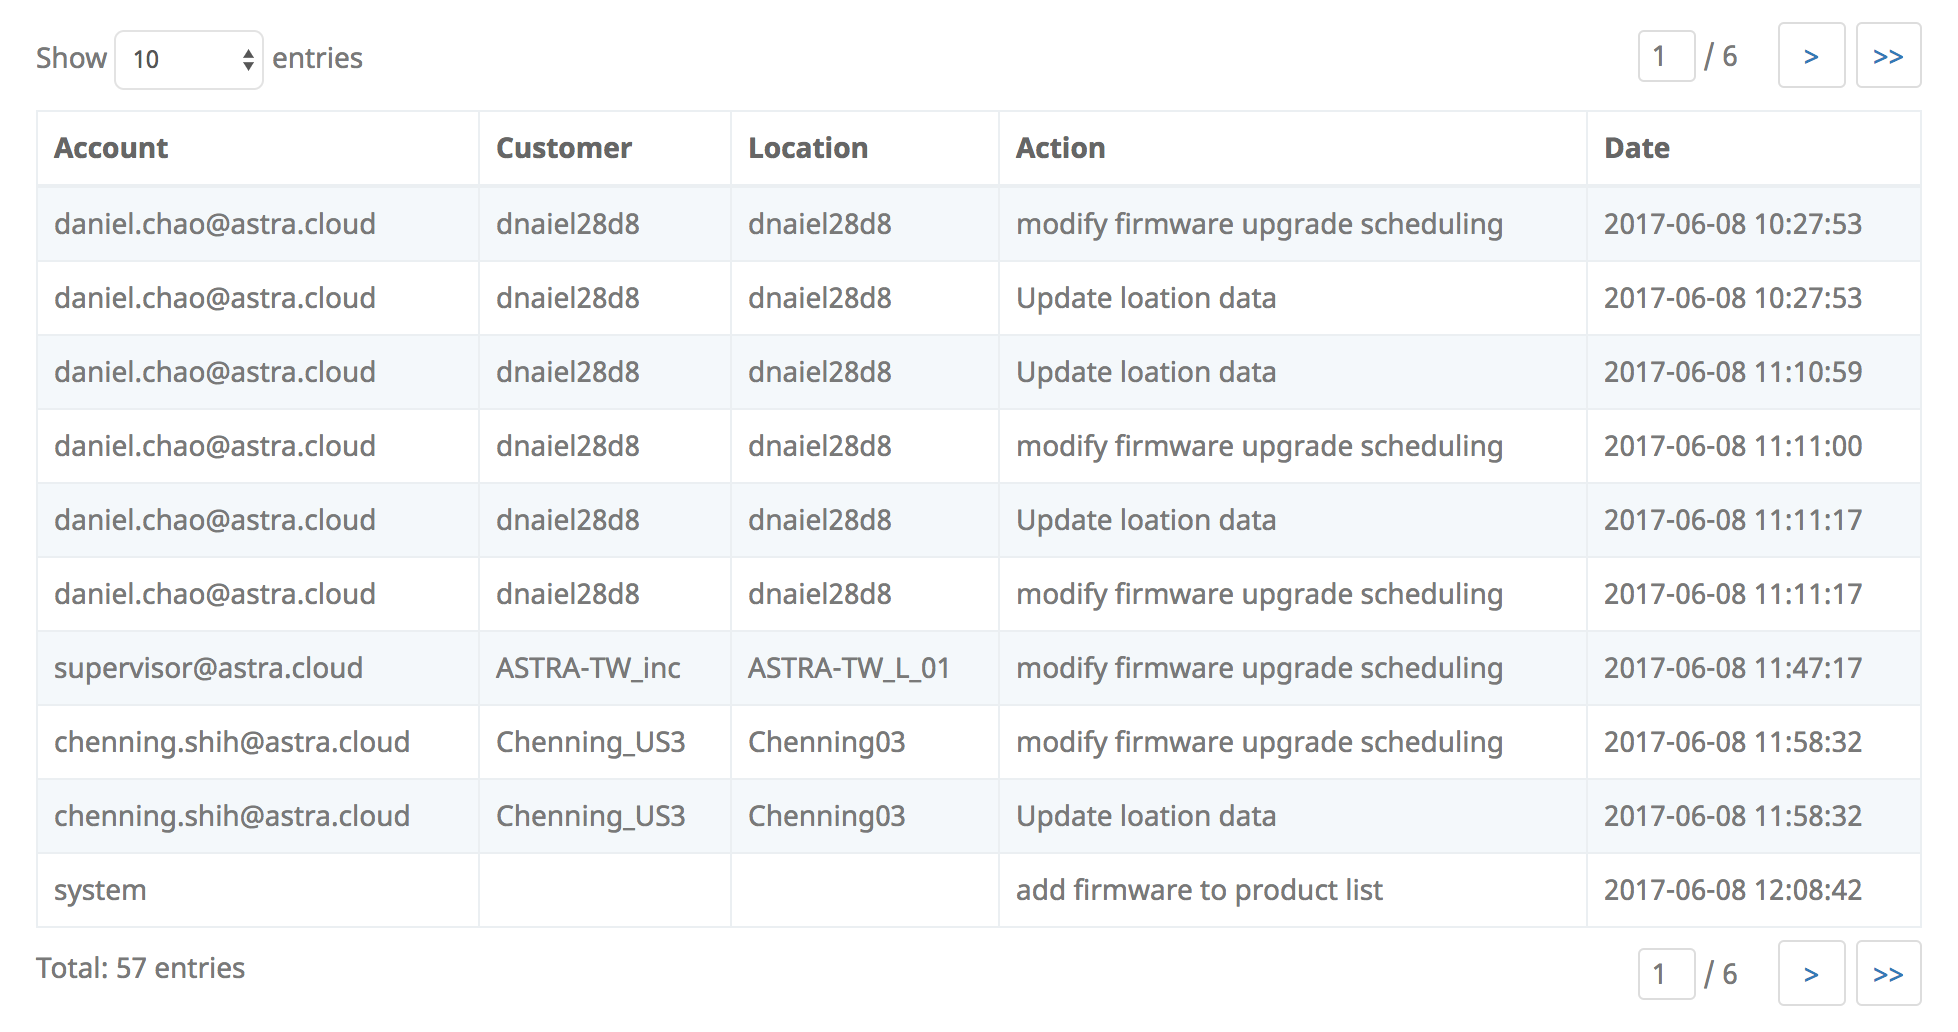 Show 10 entries 1 / 6 > >>
Account Customer Location Action Date
daniel.chao@astra.cloud dnaiel28d8 dnaiel28d8 modify firmware upgrade scheduling 2017-06-08 10:27:53
daniel.chao@astra.cloud dnaiel28d8 dnaiel28d8 Update loation data 2017-06-08 10:27:53
daniel.chao@astra.cloud dnaiel28d8 dnaiel28d8 Update loation data 2017-06-08 11:10:59
daniel.chao@astra.cloud dnaiel28d8 dnaiel28d8 modify firmware upgrade scheduling 2017-06-08 11:11:00
daniel.chao@astra.cloud dnaiel28d8 dnaiel28d8 Update loation data 2017-06-08 11:11:17
daniel.chao@astra.cloud dnaiel28d8 dnaiel28d8 modify firmware upgrade scheduling 2017-06-08 11:11:17
supervisor@astra.cloud ASTRA-TW_inc ASTRA-TW_L_01 modify firmware upgrade scheduling 2017-06-08 11:47:17
chenning.shih@astra.cloud Chenning_US3 Chenning03 modify firmware upgrade scheduling 2017-06-08 11:58:32
chenning.shih@astra.cloud Chenning_US3 Chenning03 Update loation data 2017-06-08 11:58:32
system add firmware to product list 2017-06-08 12:08:42
Total: 57 entries 1 / 6 > >>